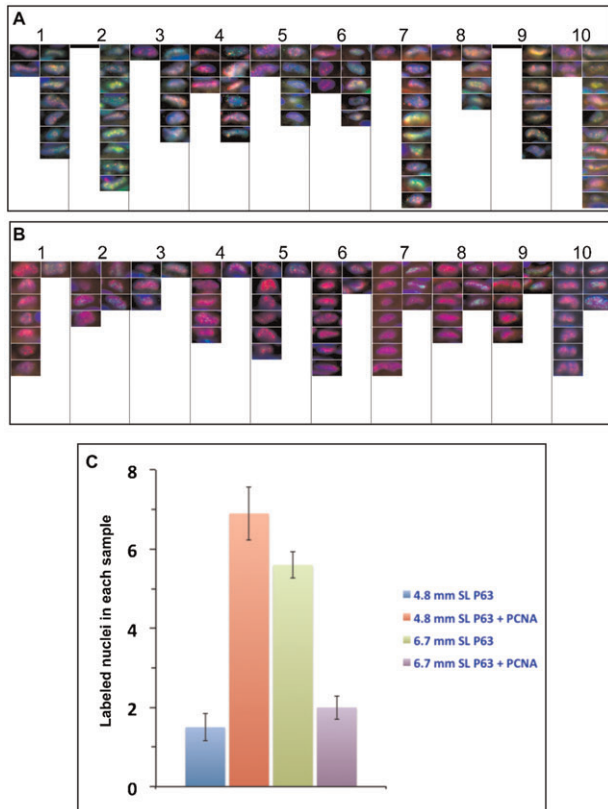 A
1 2 3 4 5 6 7 8 9 10
B
1 2 3 4 5 6 7 8 9 10
C
Labeled nuclei in each sample
8
6
4
2
0
4.8 mm SL P63
4.8 mm SL P63 + PCNA
6.7 mm SL P63
6.7 mm SL P63 + PCNA